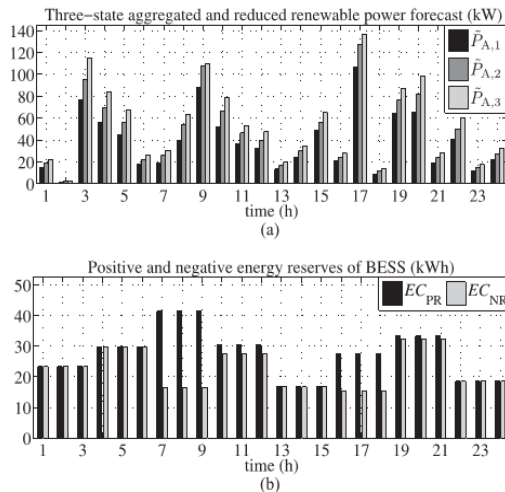 Three-state aggregated and reduced renewable power forecast (kW)
140
120
100
80
60
40
20
0
P̃A,1
P̃A,2
P̃A,3
1 3 5 7 9 11 13 15 17 19 21 23
time (h)
(a)
Positive and negative energy reserves of BESS (kWh)
50
40
30
20
10
0
ECPR ECNR
1 3 5 7 9 11 13 15 17 19 21 23
time (h)
(b)